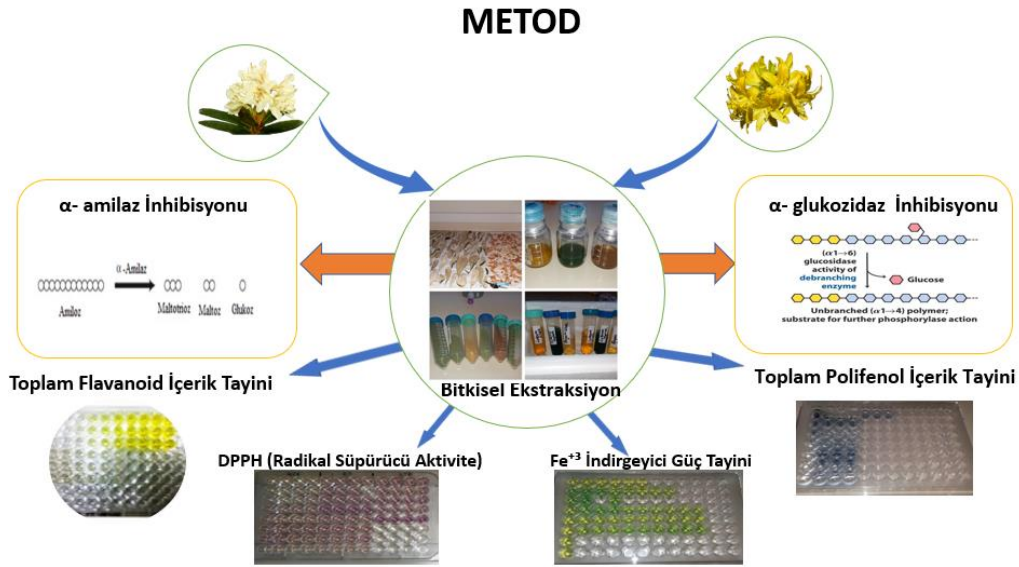 METOD
α- amilaz İnhibisyonu
α-Amilaz
Amiloz
Maltotrioz
Maltoz
Glukoz
α- glukozidaz İnhibisyonu
(α1→6)
glucosidase
activity of
debranching
enzyme
Glucose
Unbranched (α1→4) polymer;
substrate for further phosphorylase action
Bitkisel Ekstraksiyon
Toplam Flavanoid İçerik Tayini
Toplam Polifenol İçerik Tayini
DPPH (Radikal Süpürücü Aktivite)
Fe⁺³ İndirgeyici Güç Tayini